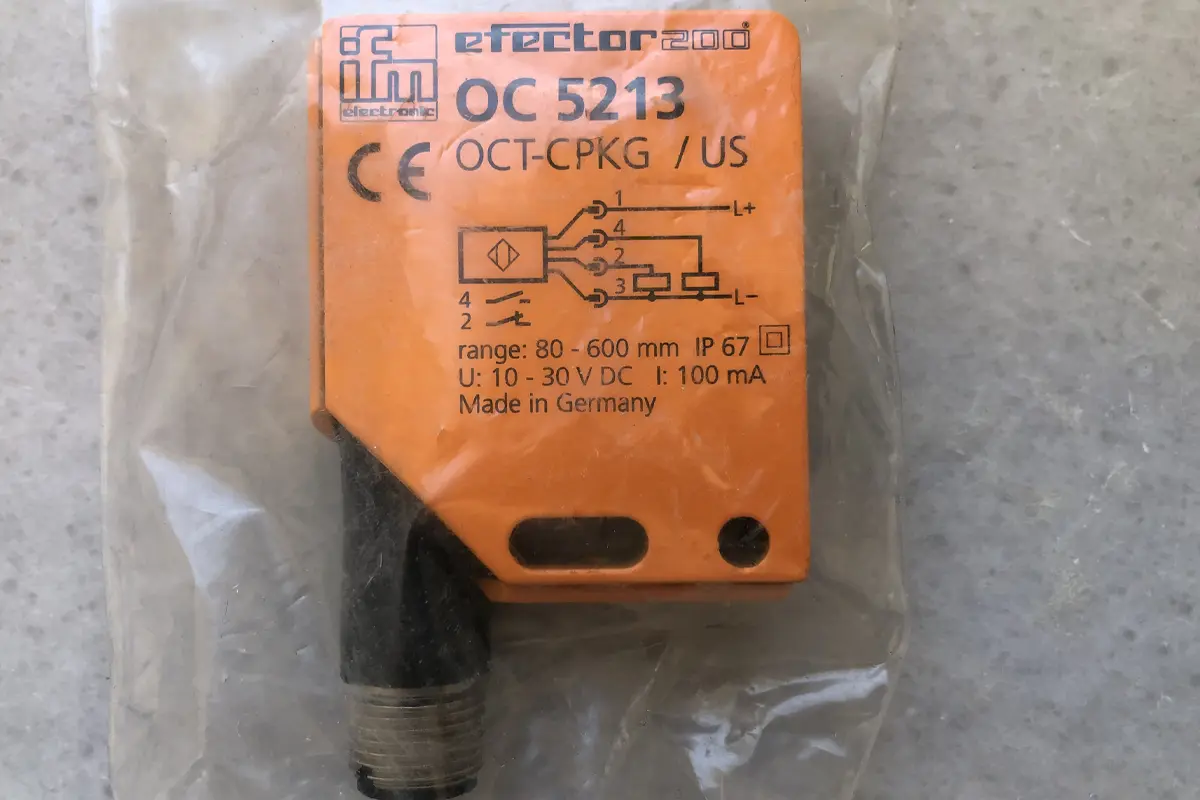 ifm electronic
efector200®
OC 5213
CE
OCT-CPKG / US
1 L+
4
2
3 L-
4
2
range: 80 - 600 mm IP 67
U: 10 - 30 V DC I: 100 mA
Made in Germany